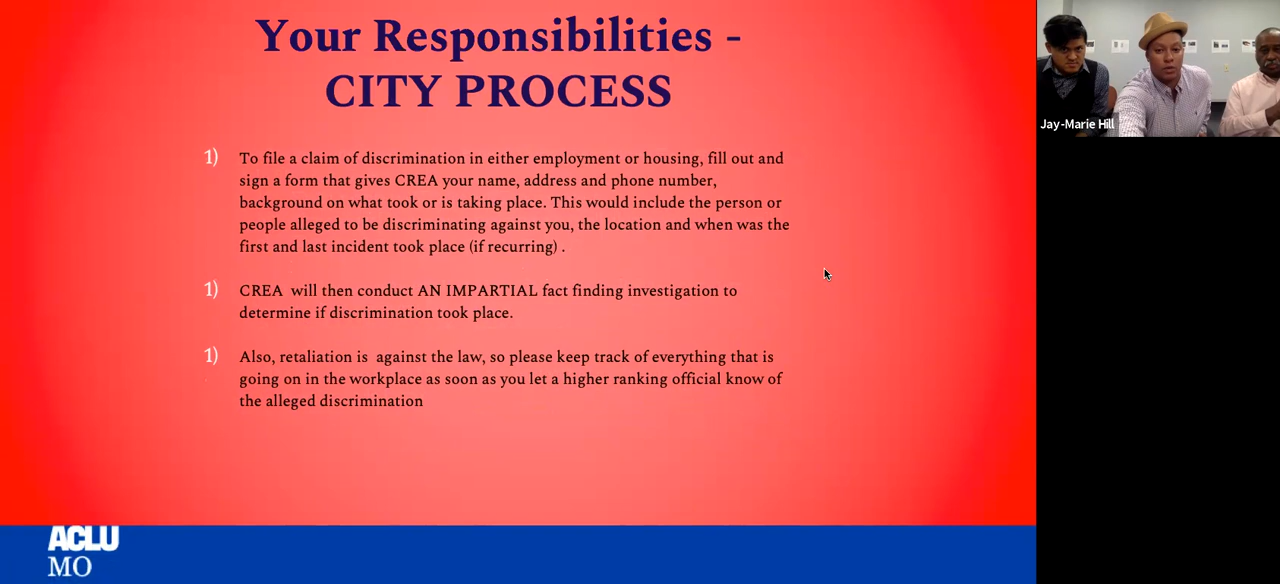 Your Responsibilities -
CITY PROCESS
1) To file a claim of discrimination in either employment or housing, fill out and
sign a form that gives CREA your name, address and phone number,
background on what took or is taking place. This would include the person or
people alleged to be discriminating against you, the location and when was the
first and last incident took place (if recurring) .
1) CREA  will then conduct AN IMPARTIAL fact finding investigation to
determine if discrimination took place.
1) Also, retaliation is  against the law, so please keep track of everything that is
going on in the workplace as soon as you let a higher ranking official know of
the alleged discrimination
ACLU
MO
Jay-Marie Hill